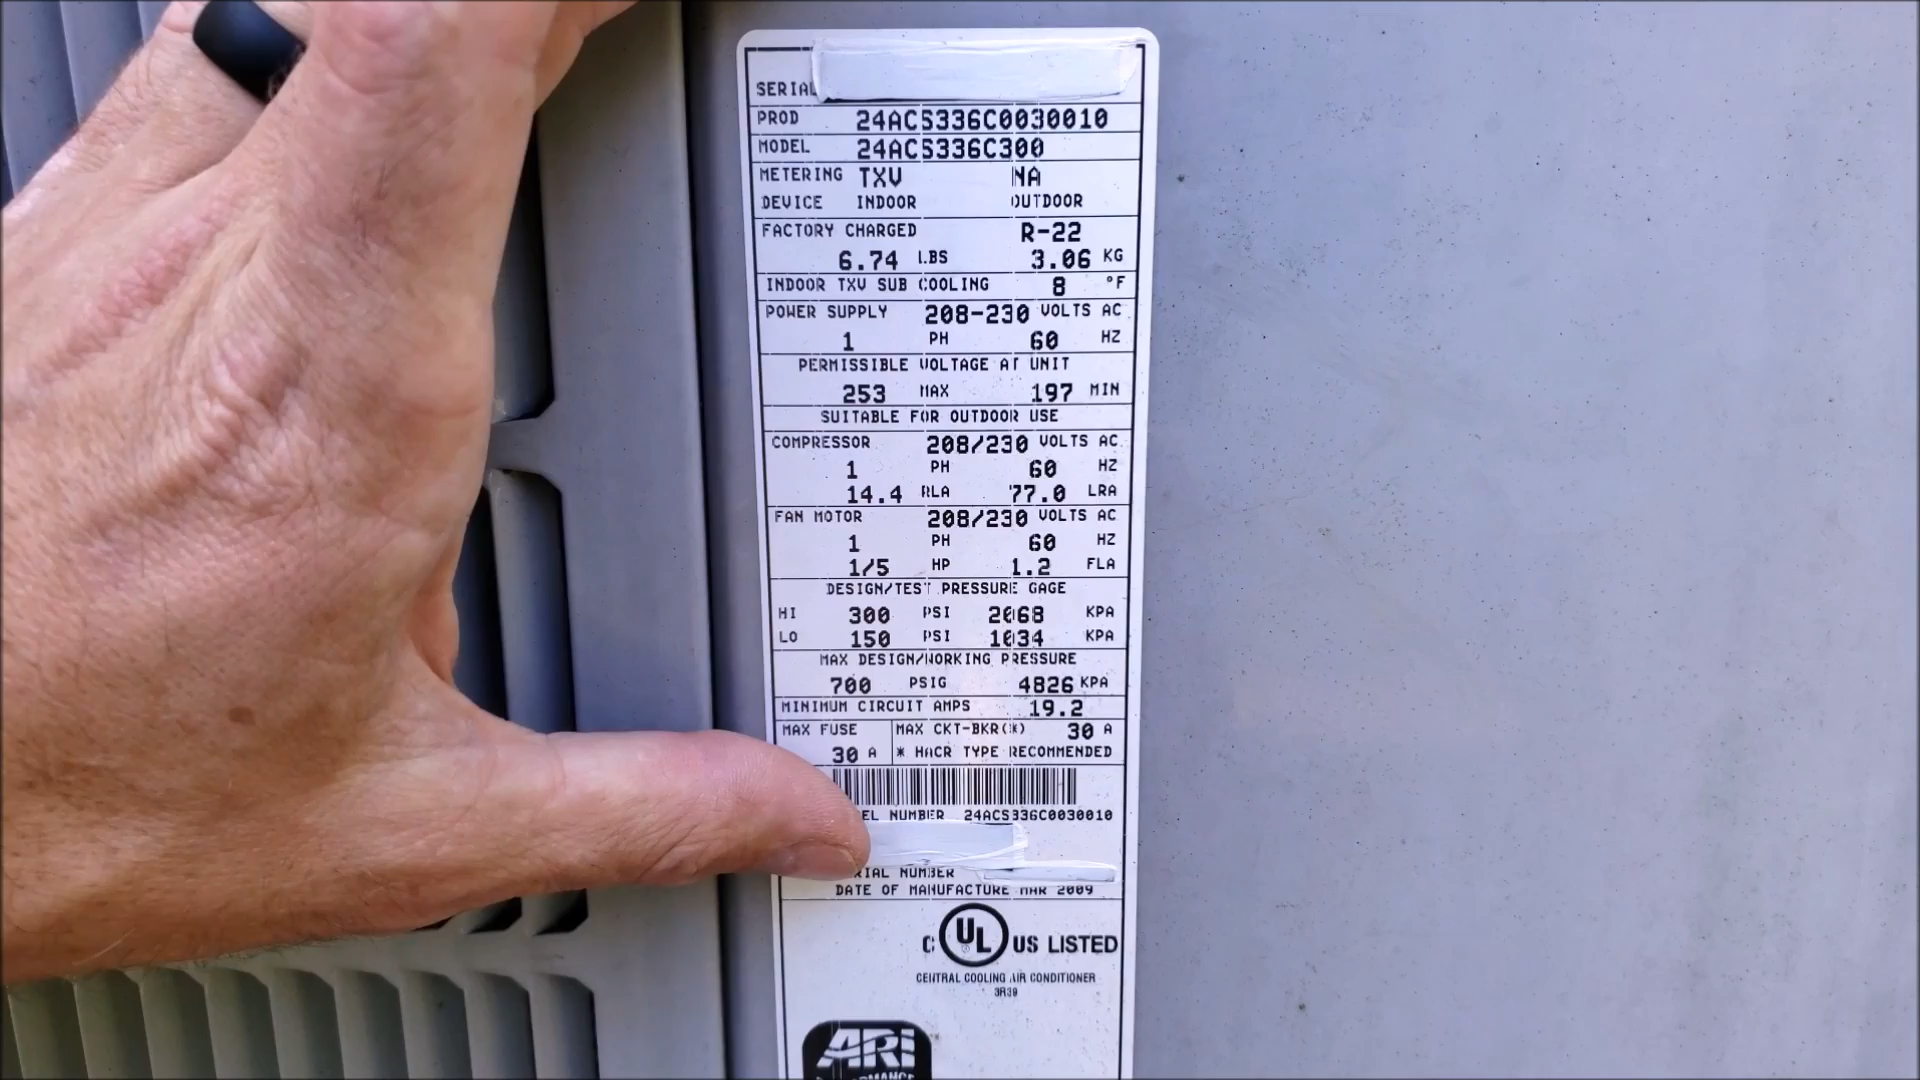 SERIAL
PROD 24ACS336C0030010
MODEL 24ACS336C300
METERING TXV NA
DEVICE INDOOR OUTDOOR
FACTORY CHARGED R-22
6.74 LBS 3.06 KG
INDOOR TXV SUB COOLING 8 °F
POWER SUPPLY 208-230 VOLTS AC
1 PH 60 HZ
PERMISSIBLE VOLTAGE AT UNIT
253 MAX 197 MIN
SUITABLE FOR OUTDOOR USE
COMPRESSOR 208/230 VOLTS AC
1 PH 60 HZ
14.4 RLA 77.0 LRA
FAN MOTOR 208/230 VOLTS AC
1 PH 60 HZ
1/5 HP 1.2 FLA
DESIGN/TEST PRESSURE GAGE
HI 300 PSI 2068 KPA
LO 150 PSI 1034 KPA
MAX DESIGN/WORKING PRESSURE
700 PSIG 4826 KPA
MINIMUM CIRCUIT AMPS 19.2
MAX FUSE MAX CKT-BKR(*) 30 A
30 A * HACR TYPE RECOMMENDED
EL NUMBER 24ACS336C0030010
RIAL NUMBER
DATE OF MANUFACTURE MAR 2009
C UL US LISTED
CENTRAL COOLING AIR CONDITIONER
3R39
ARI